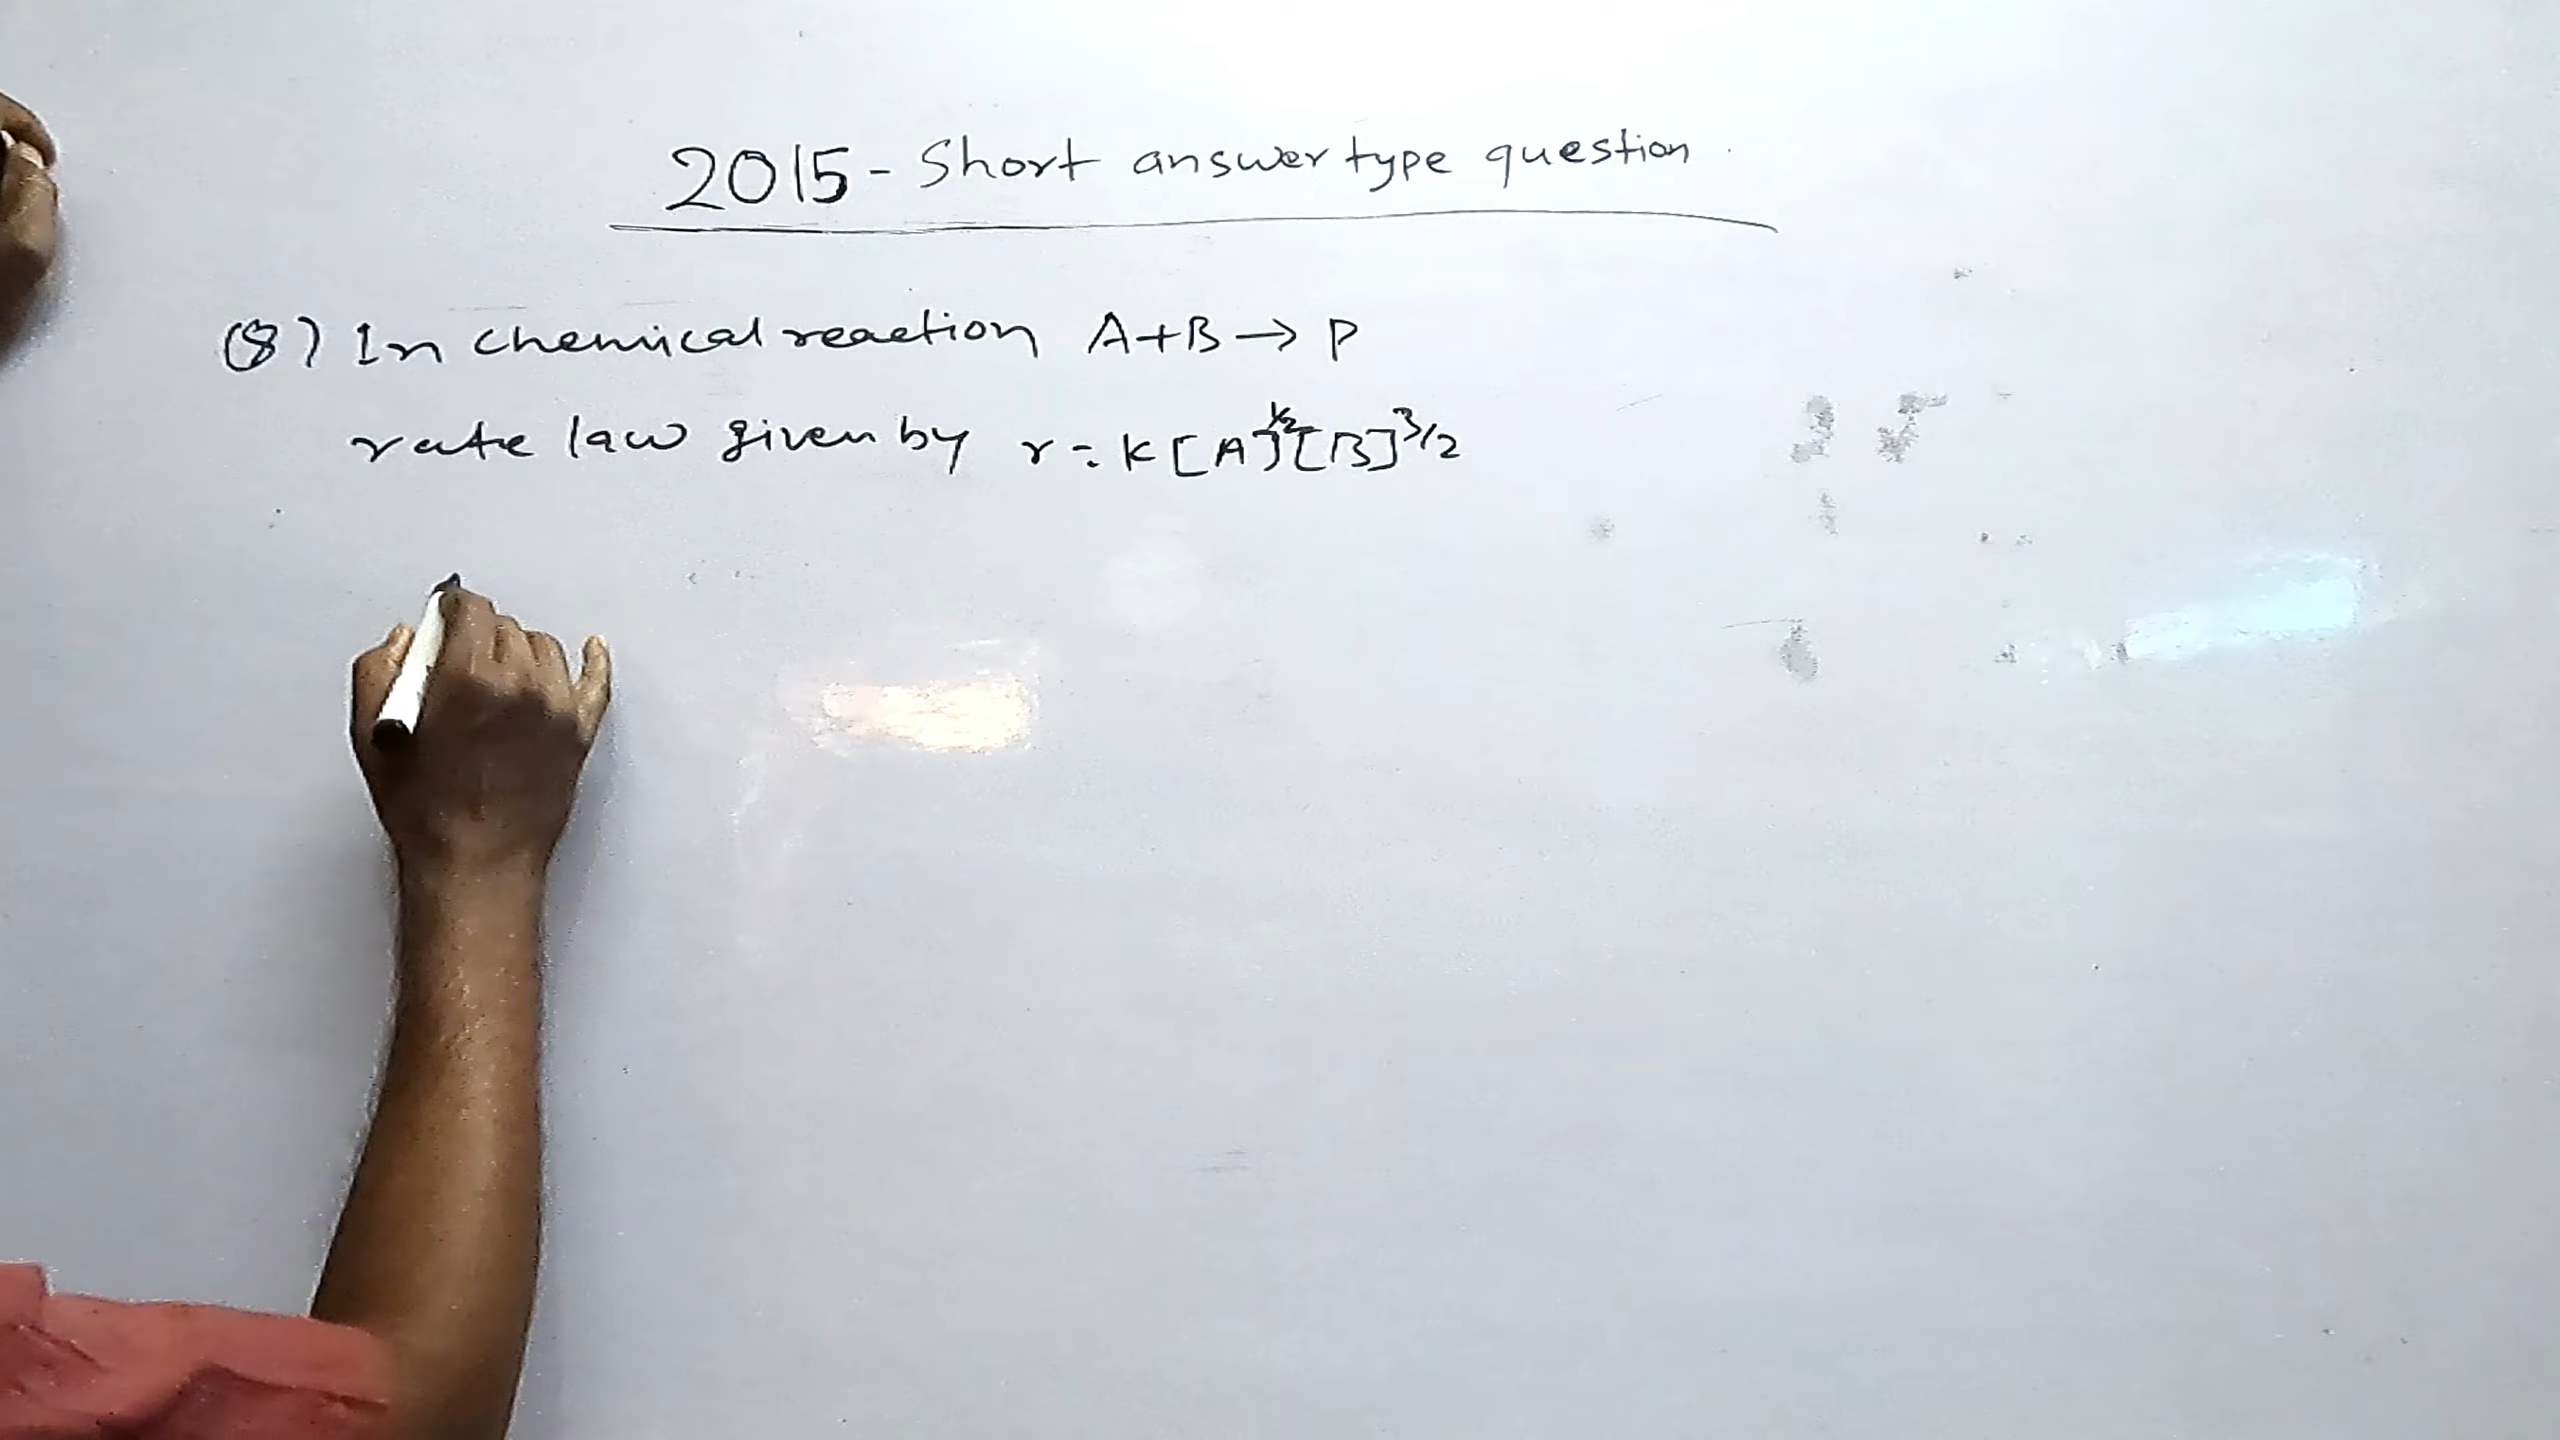 2015 - Short answer type question
(8) In chemical reaction A+B → P
rate law given by r = K [A]^1/2 [B]^3/2